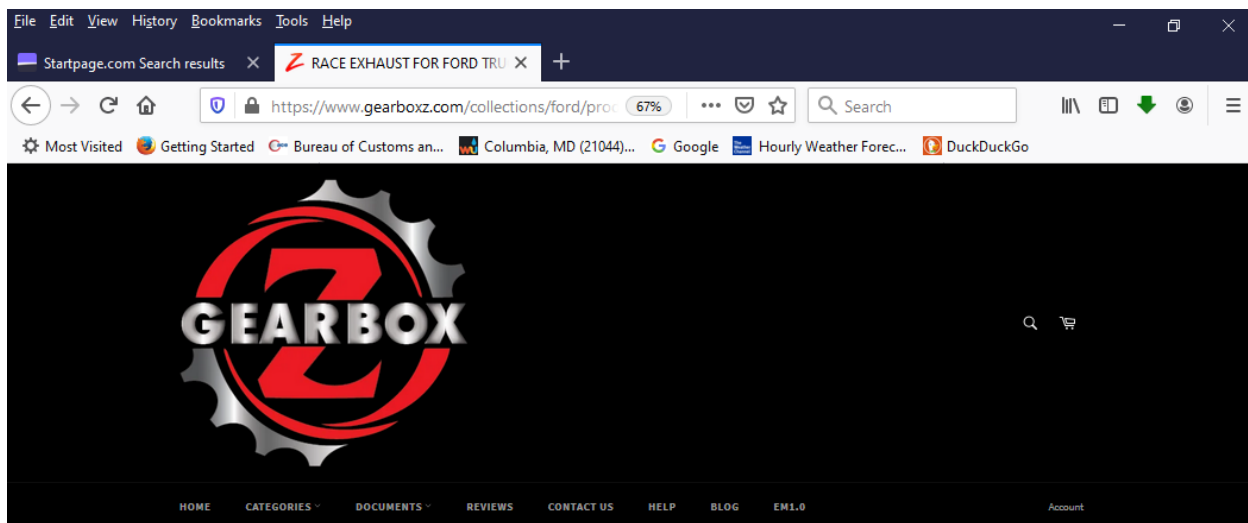 File Edit View History Bookmarks Tools Help
Startpage.com Search results RACE EXHAUST FOR FORD TRU
https://www.gearboxz.com/collections/ford/proc 67% Search
Most Visited Getting Started Bureau of Customs an... Columbia, MD (21044)... Google Hourly Weather Forec... DuckDuckGo
Z
GEARBOX
HOME CATEGORIES DOCUMENTS REVIEWS CONTACT US HELP BLOG EM1.0 Account